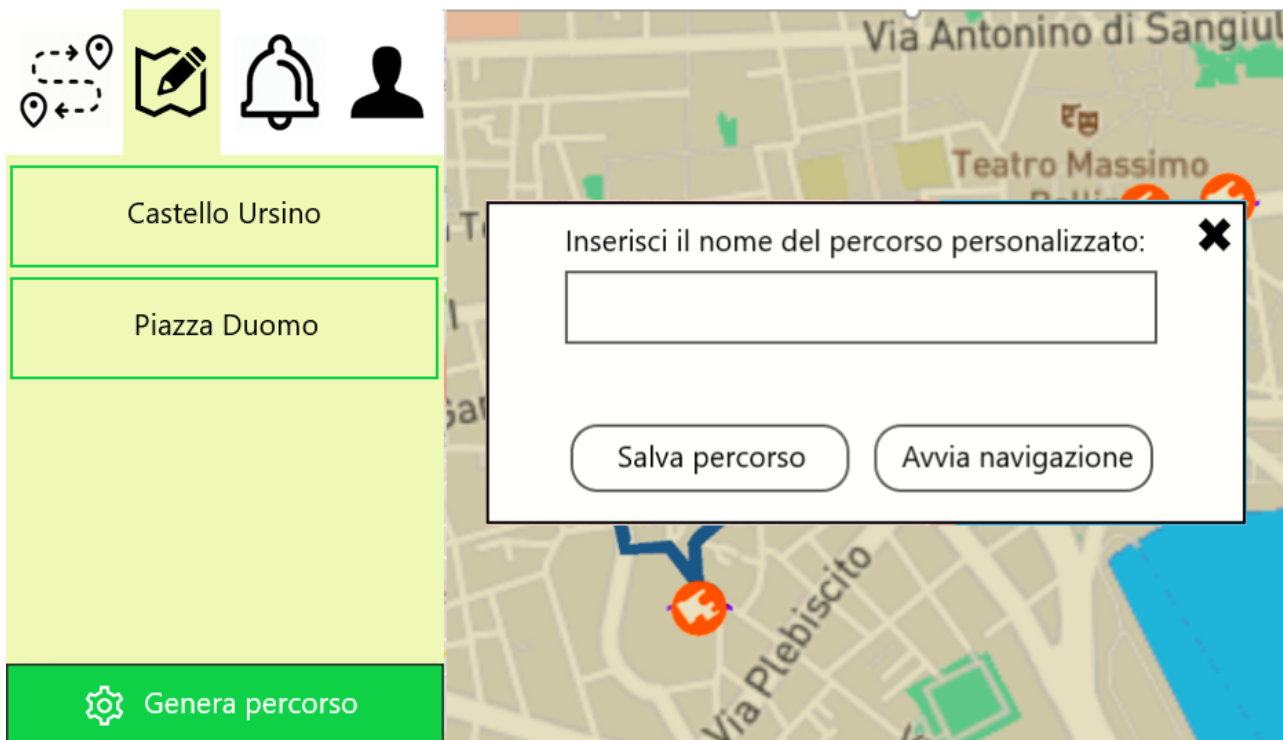 Castello Ursino
Piazza Duomo
Genera percorso
Via Antonino di Sangiul
Teatro Massimo
Inserisci il nome del percorso personalizzato:
Salva percorso
Avvia navigazione
Via Plebiscito